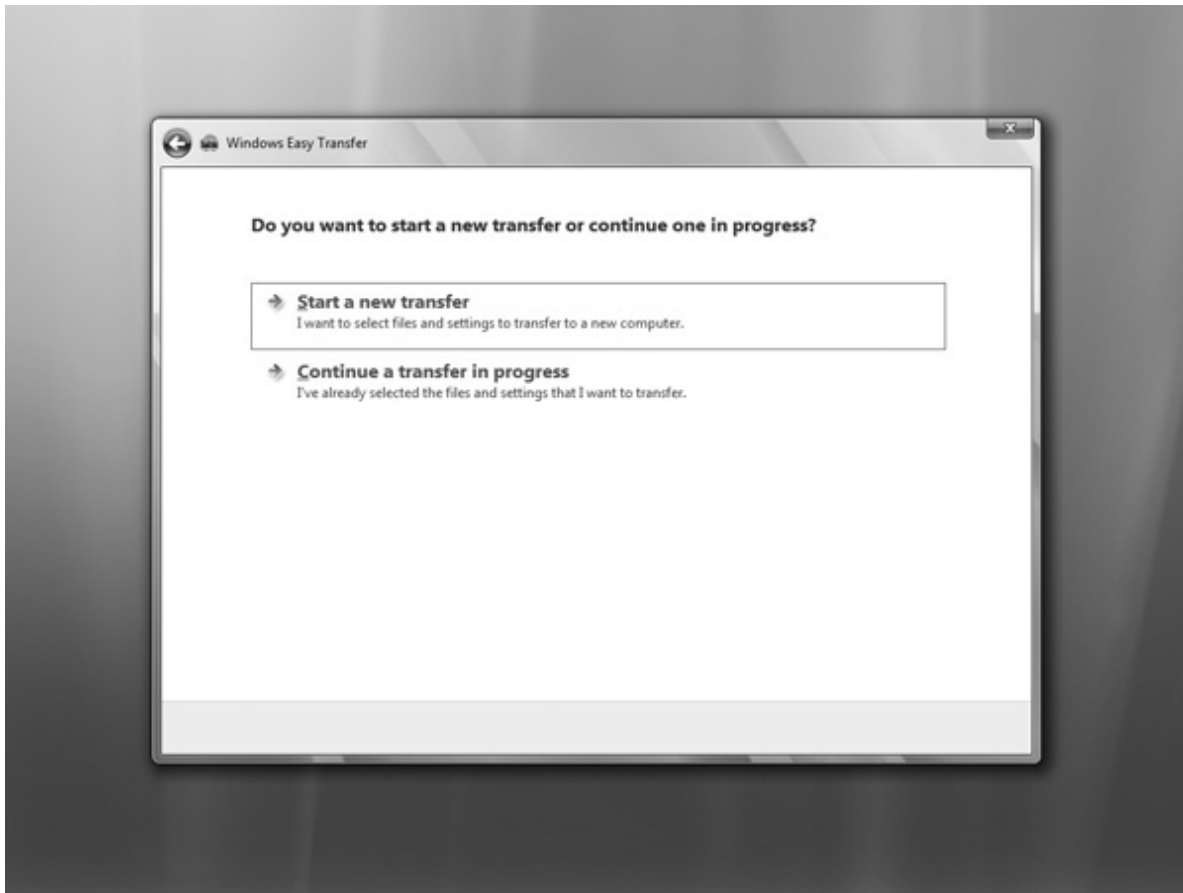 Windows Easy Transfer
Do you want to start a new transfer or continue one in progress?
Start a new transfer
I want to select files and settings to transfer to a new computer.
Continue a transfer in progress
I've already selected the files and settings that I want to transfer.